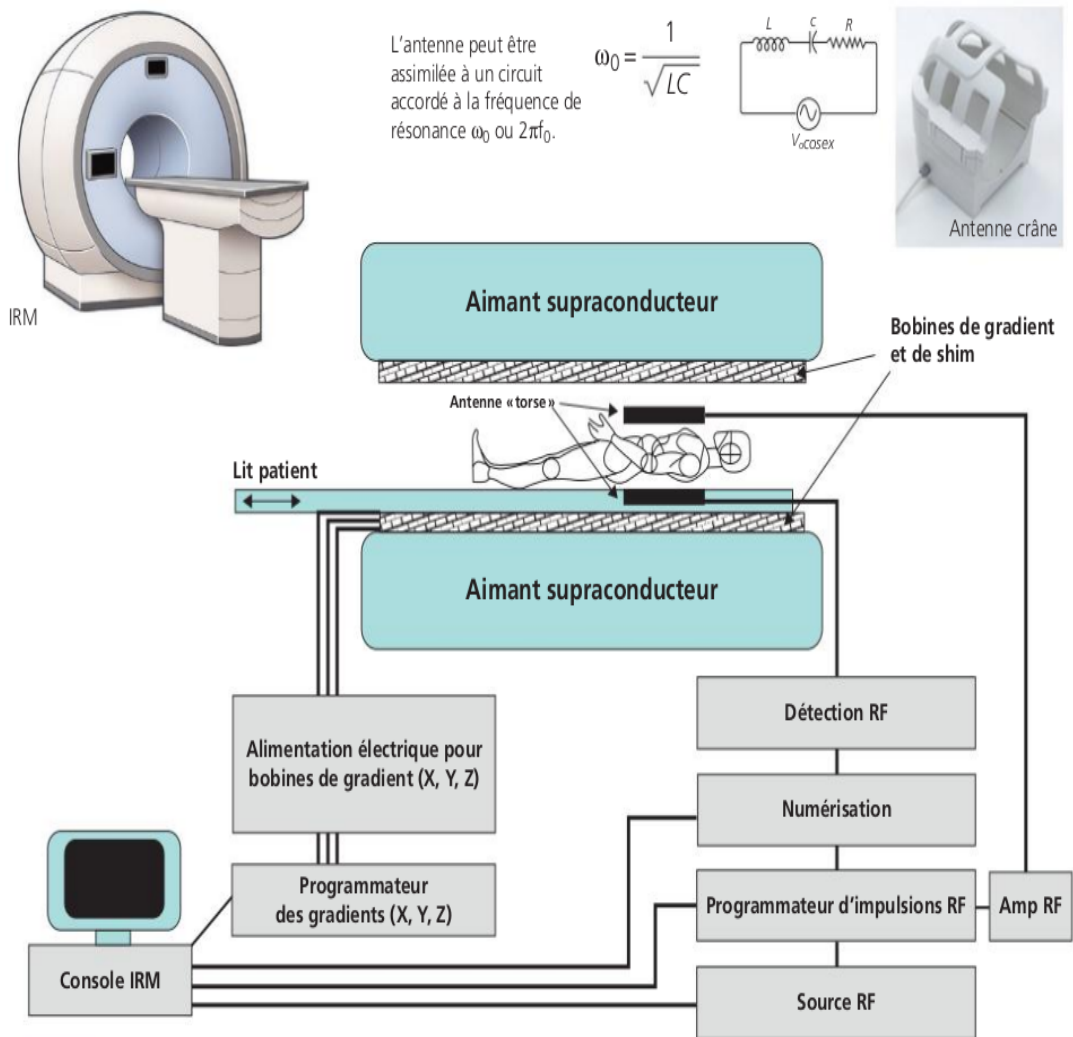 L'antenne peut être
assimilée à un circuit
accordé à la fréquence de
résonance ω₀ ou 2πf₀.
ω₀ = 1/√LC
L C R
V₀cosex
Antenne crâne
IRM
Aimant supraconducteur
Bobines de gradient
et de shim
Antenne «torse»
Lit patient
Aimant supraconducteur
Détection RF
Alimentation électrique pour
bobines de gradient (X, Y, Z)
Numérisation
Programmateur
des gradients (X, Y, Z)
Programmateur d'impulsions RF
Amp RF
Console IRM
Source RF